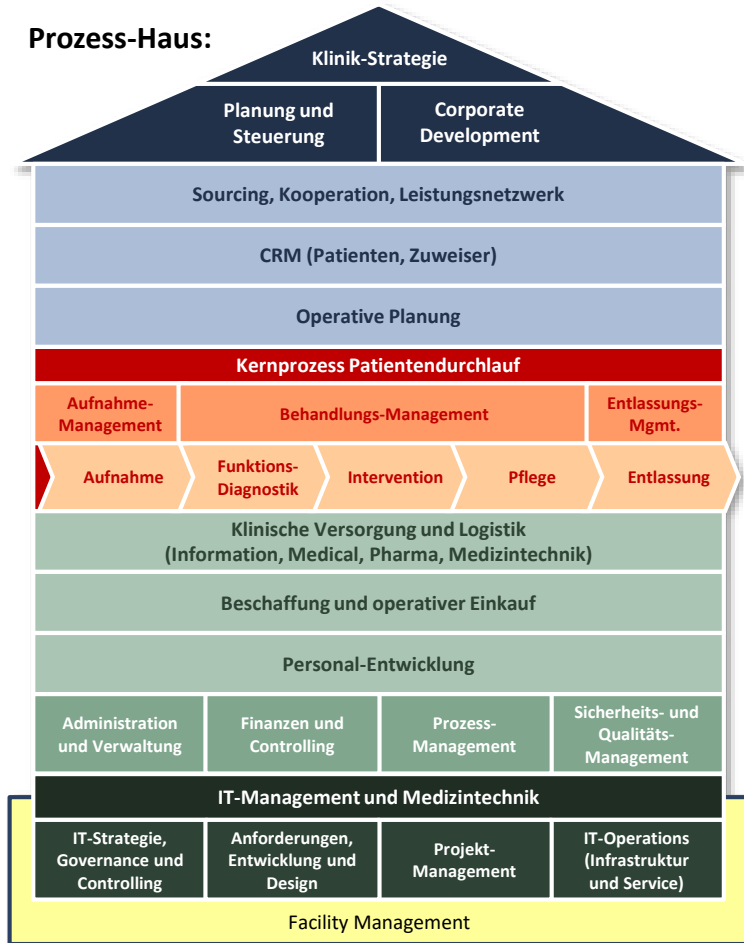 Prozess-Haus:
Klinik-Strategie
Planung und
Steuerung
Corporate
Development
Sourcing, Kooperation, Leistungsnetzwerk
CRM (Patienten, Zuweiser)
Operative Planung
Kernprozess Patientendurchlauf
Aufnahme-
Management
Behandlungs-Management
Entlassungs-
Mgmt.
Aufnahme
Funktions-
Diagnostik
Intervention
Pflege
Entlassung
Klinische Versorgung und Logistik
(Information, Medical, Pharma, Medizintechnik)
Beschaffung und operativer Einkauf
Personal-Entwicklung
Administration
und Verwaltung
Finanzen und
Controlling
Prozess-
Management
Sicherheits- und
Qualitäts-
Management
IT-Management und Medizintechnik
IT-Strategie,
Governance und
Controlling
Anforderungen,
Entwicklung und
Design
Projekt-
Management
IT-Operations
(Infrastruktur
und Service)
Facility Management